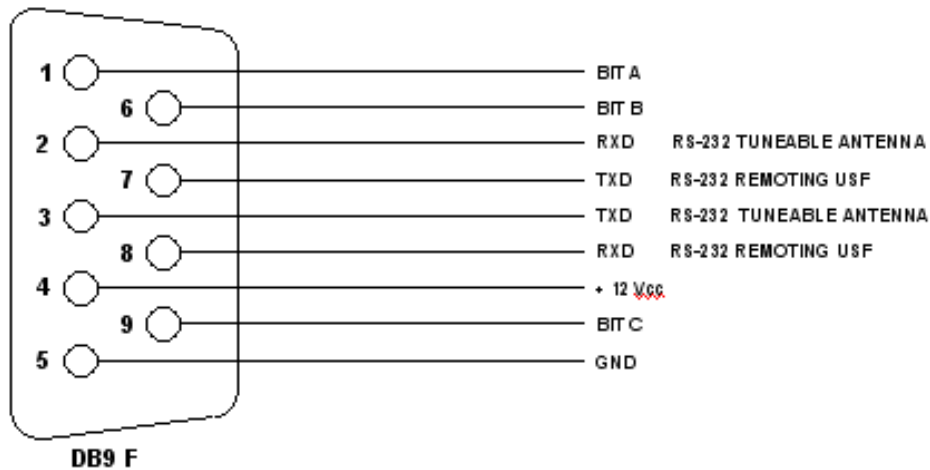 1 BIT A
6 BIT B
2 RXD RS-232 TUNEABLE ANTENNA
7 TXD RS-232 REMOTING USF
3 TXD RS-232 TUNEABLE ANTENNA
8 RXD RS-232 REMOTING USF
4 + 12 Vcc
9 BIT C
5 GND
DB9 F